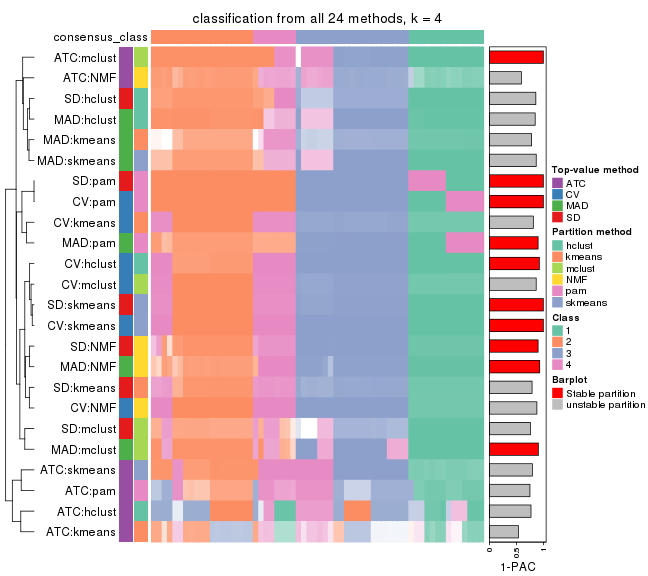 classification from all 24 methods, k = 4
consensus_class
ATC:mclust
ATC:NMF
SD:hclust
MAD:hclust
MAD:kmeans
MAD:skmeans
SD:pam
CV:pam
CV:kmeans
MAD:pam
CV:hclust
CV:mclust
SD:skmeans
CV:skmeans
SD:NMF
MAD:NMF
SD:kmeans
CV:NMF
SD:mclust
MAD:mclust
ATC:skmeans
ATC:pam
ATC:hclust
ATC:kmeans
0
0.5
1
1-PAC
Top-value method
ATC
CV
MAD
SD
Partition method
hclust
kmeans
mclust
NMF
pam
skmeans
Class
1
2
3
4
Barplot
Stable partition
unstable partition